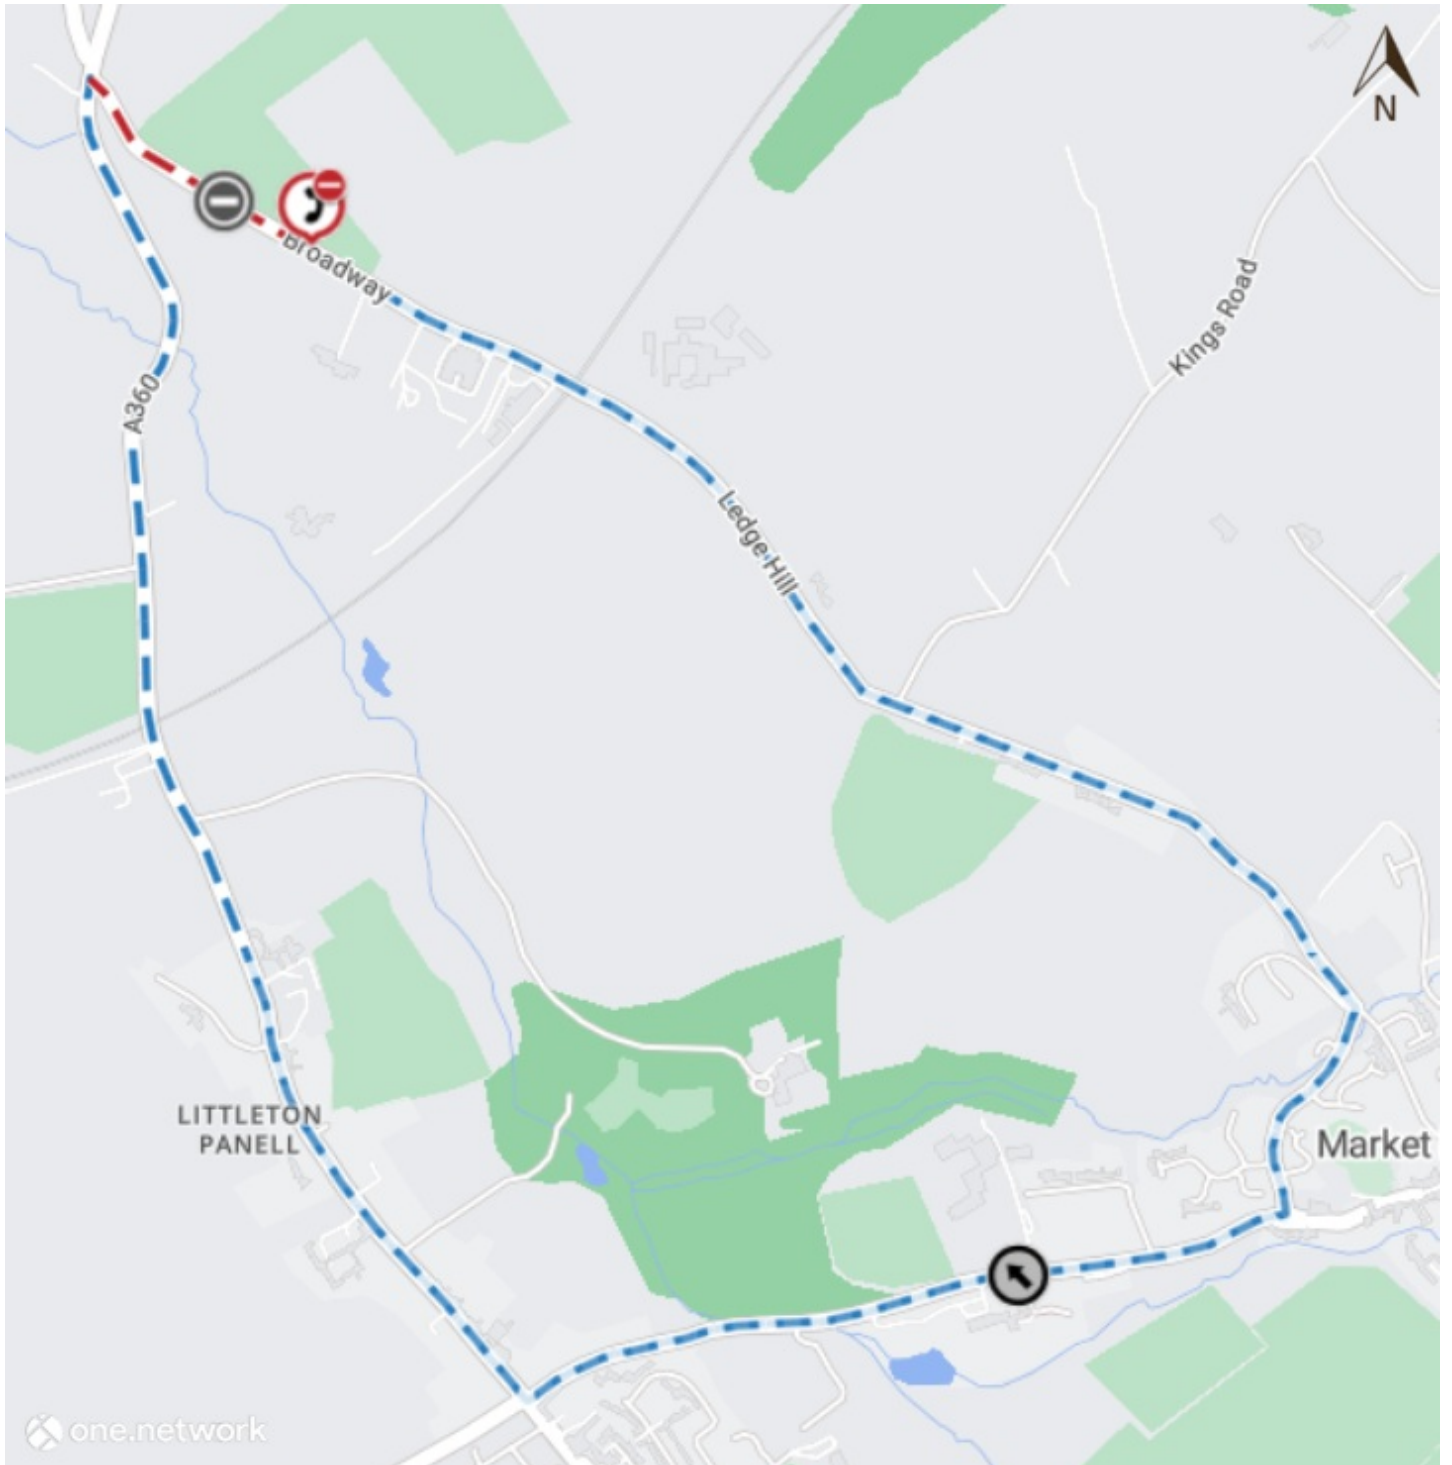 N
Broadway
Kings Road
A360
Ledge Hill
LITTLETON
PANELL
Market
one.network